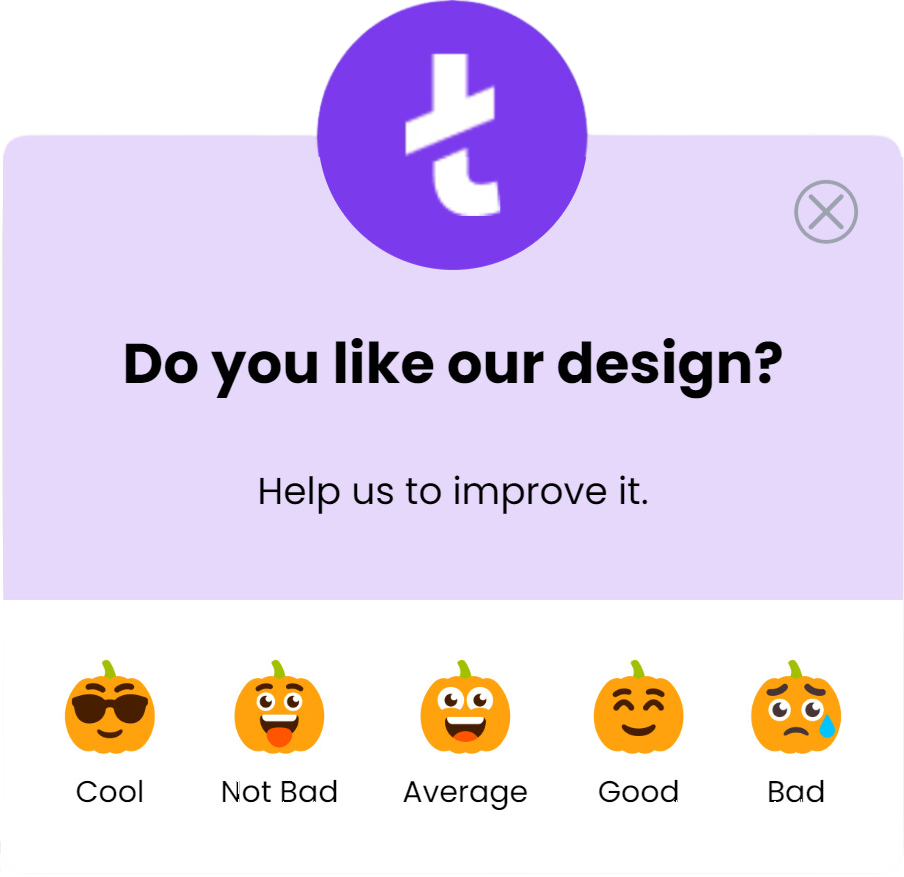 t
Do you like our design?
Help us to improve it.
Cool
Not Bad
Average
Good
Bad